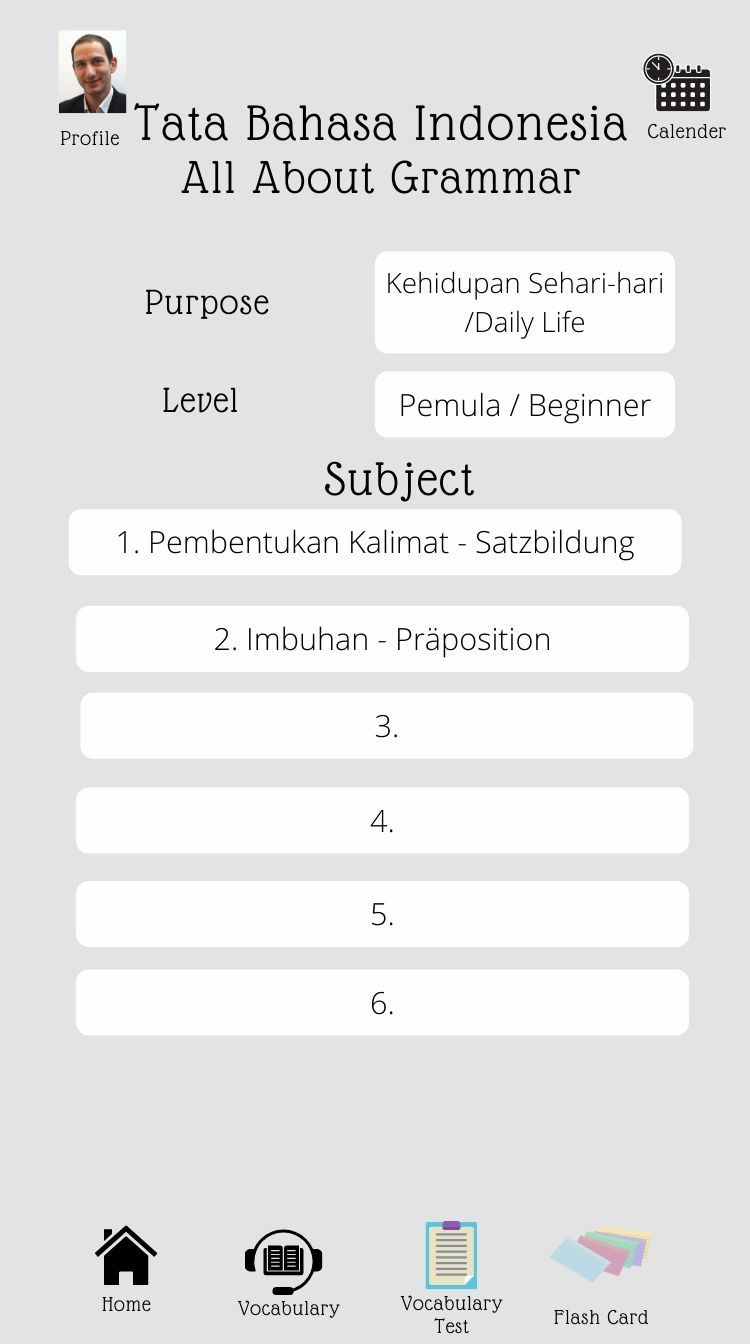 Profile
Tata Bahasa Indonesia
All About Grammar
Calender
Purpose
Kehidupan Sehari-hari
/Daily Life
Level
Pemula / Beginner
Subject
1. Pembentukan Kalimat - Satzbildung
2. Imbuhan - Präposition
3.
4.
5.
6.
Home
Vocabulary
Vocabulary
Test
Flash Card